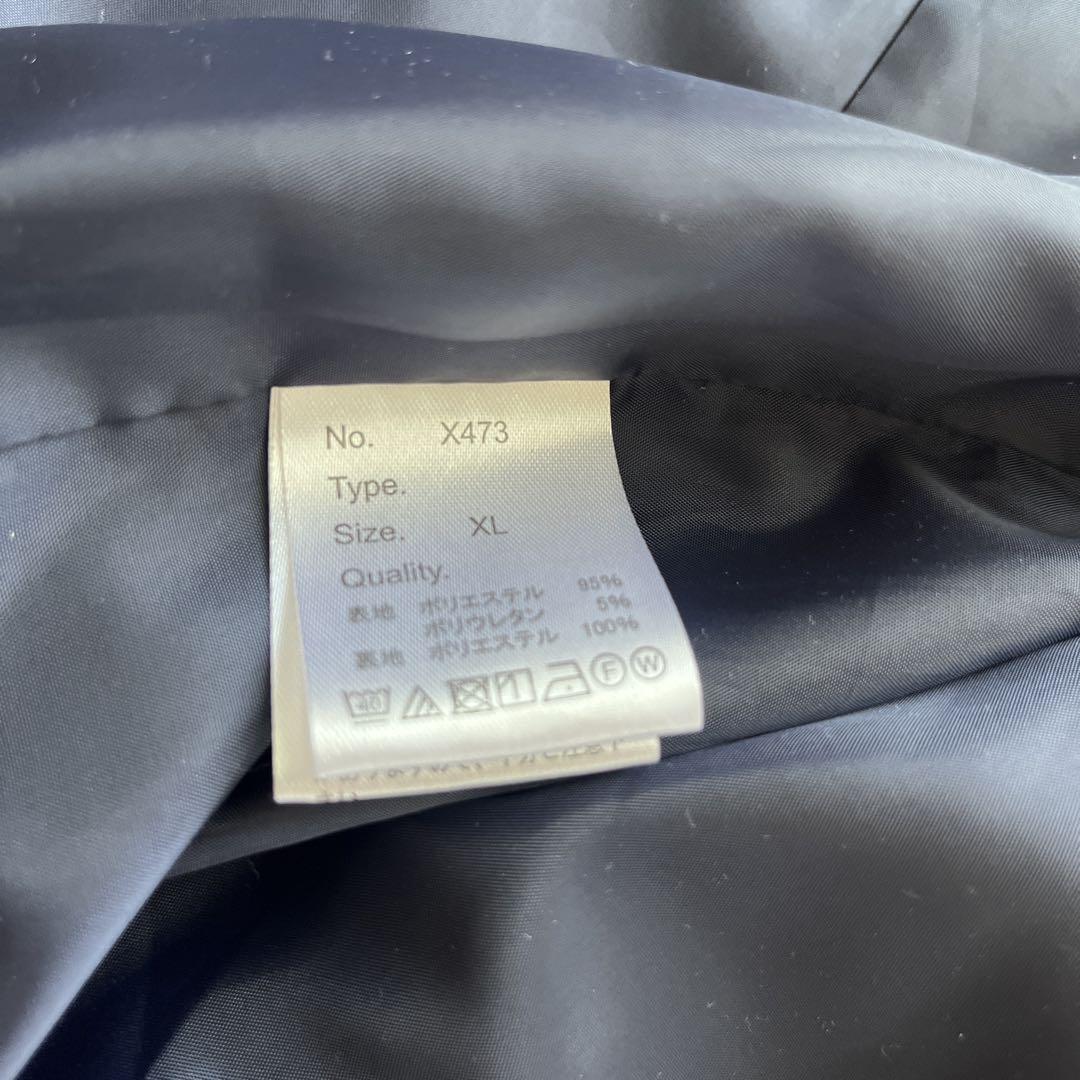 No. X473
Type.
Size. XL
Quality.
表地 ポリエステル 95%
ポリウレタン 5%
裏地 ポリエステル 100%
40 F W